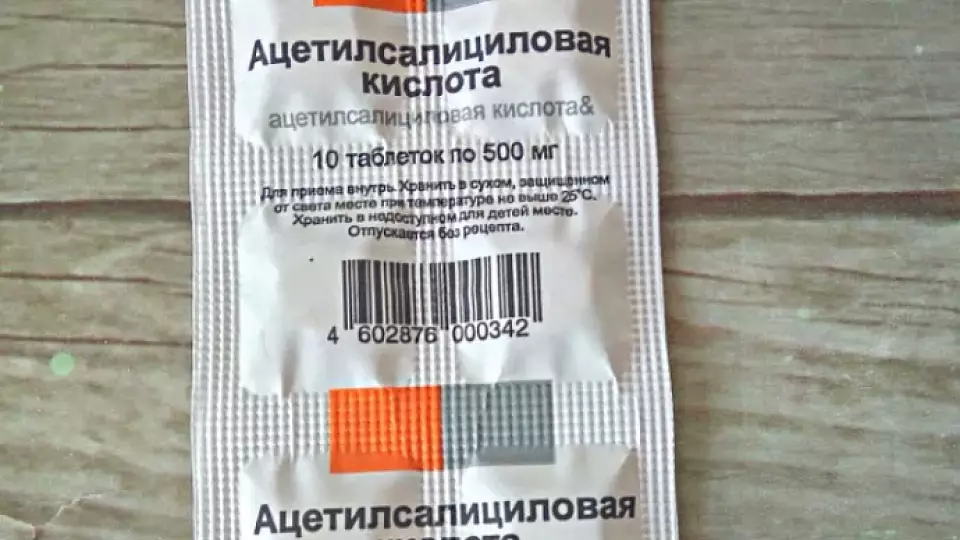 Ацетилсалициловая
кислота
ацетилсалициловая кислота&
10 таблеток по 500 мг
Для приема внутрь. Хранить в сухом, защищенном
от света месте при температуре не выше 25°С.
Хранить в недоступном для детей месте.
Отпускается без рецепта.
4 602876 000342
Ацетилсалициловая
кислота